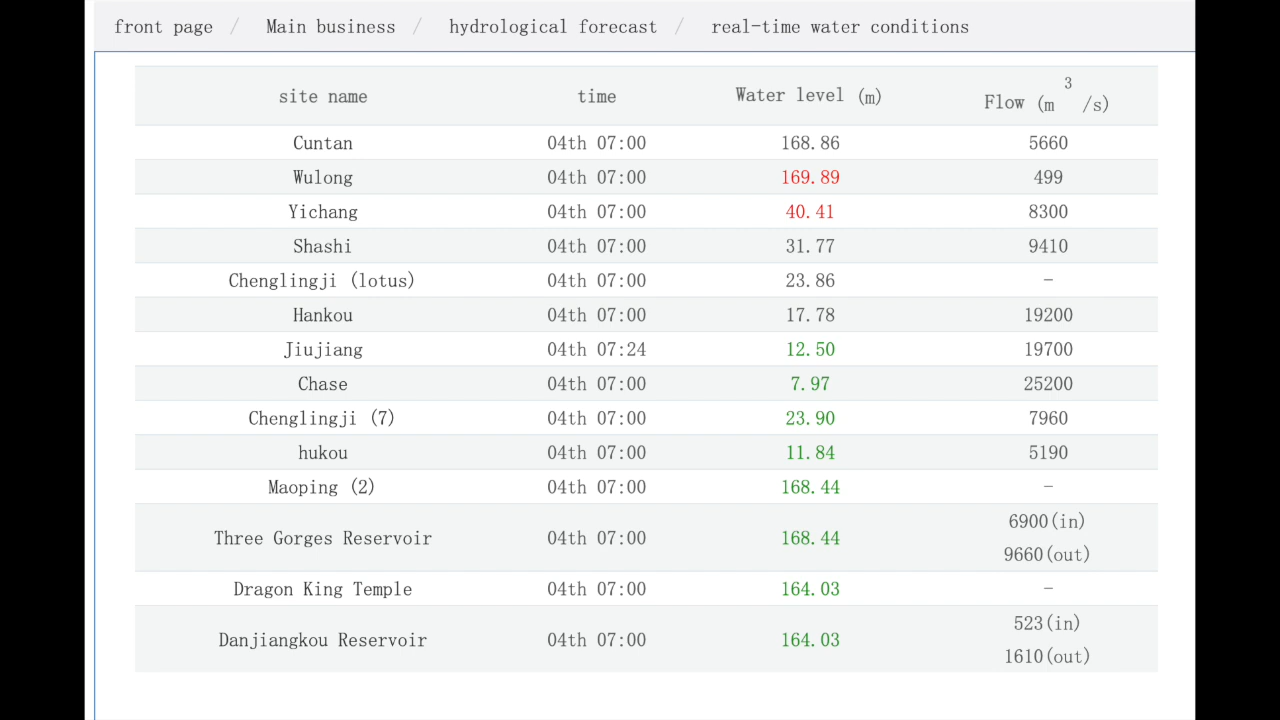 front page / Main business / hydrological forecast / real-time water conditions
site name time Water level (m) Flow (m³/s)
Cuntan 04th 07:00 168.86 5660
Wulong 04th 07:00 169.89 499
Yichang 04th 07:00 40.41 8300
Shashi 04th 07:00 31.77 9410
Chenglingji (lotus) 04th 07:00 23.86 -
Hankou 04th 07:00 17.78 19200
Jiujiang 04th 07:24 12.50 19700
Chase 04th 07:00 7.97 25200
Chenglingji (7) 04th 07:00 23.90 7960
hukou 04th 07:00 11.84 5190
Maoping (2) 04th 07:00 168.44 -
Three Gorges Reservoir 04th 07:00 168.44 6900(in)
9660(out)
Dragon King Temple 04th 07:00 164.03 -
Danjiangkou Reservoir 04th 07:00 164.03 523(in)
1610(out)